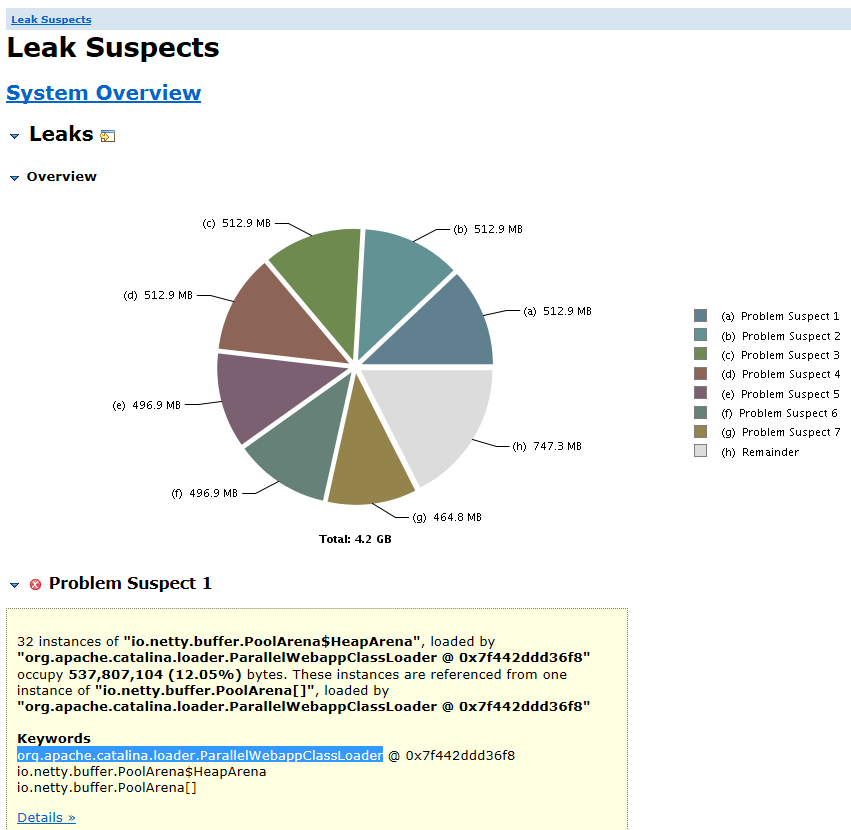 Leak Suspects
Leak Suspects
System Overview
Leaks
Overview
(c) 512.9 MB
(b) 512.9 MB
(d) 512.9 MB
(a) 512.9 MB
(e) 496.9 MB
(h) 747.3 MB
(f) 496.9 MB
(g) 464.8 MB
Total: 4.2 GB
(a) Problem Suspect 1
(b) Problem Suspect 2
(c) Problem Suspect 3
(d) Problem Suspect 4
(e) Problem Suspect 5
(f) Problem Suspect 6
(g) Problem Suspect 7
(h) Remainder
Problem Suspect 1
32 instances of "io.netty.buffer.PoolArena$HeapArena", loaded by
"org.apache.catalina.loader.ParallelWebappClassLoader @ 0x7f442ddd36f8"
occupy 537,807,104 (12.05%) bytes. These instances are referenced from one
instance of "io.netty.buffer.PoolArena[]", loaded by
"org.apache.catalina.loader.ParallelWebappClassLoader @ 0x7f442ddd36f8"
Keywords
org.apache.catalina.loader.ParallelWebappClassLoader @ 0x7f442ddd36f8
io.netty.buffer.PoolArena$HeapArena
io.netty.buffer.PoolArena[]
Details »